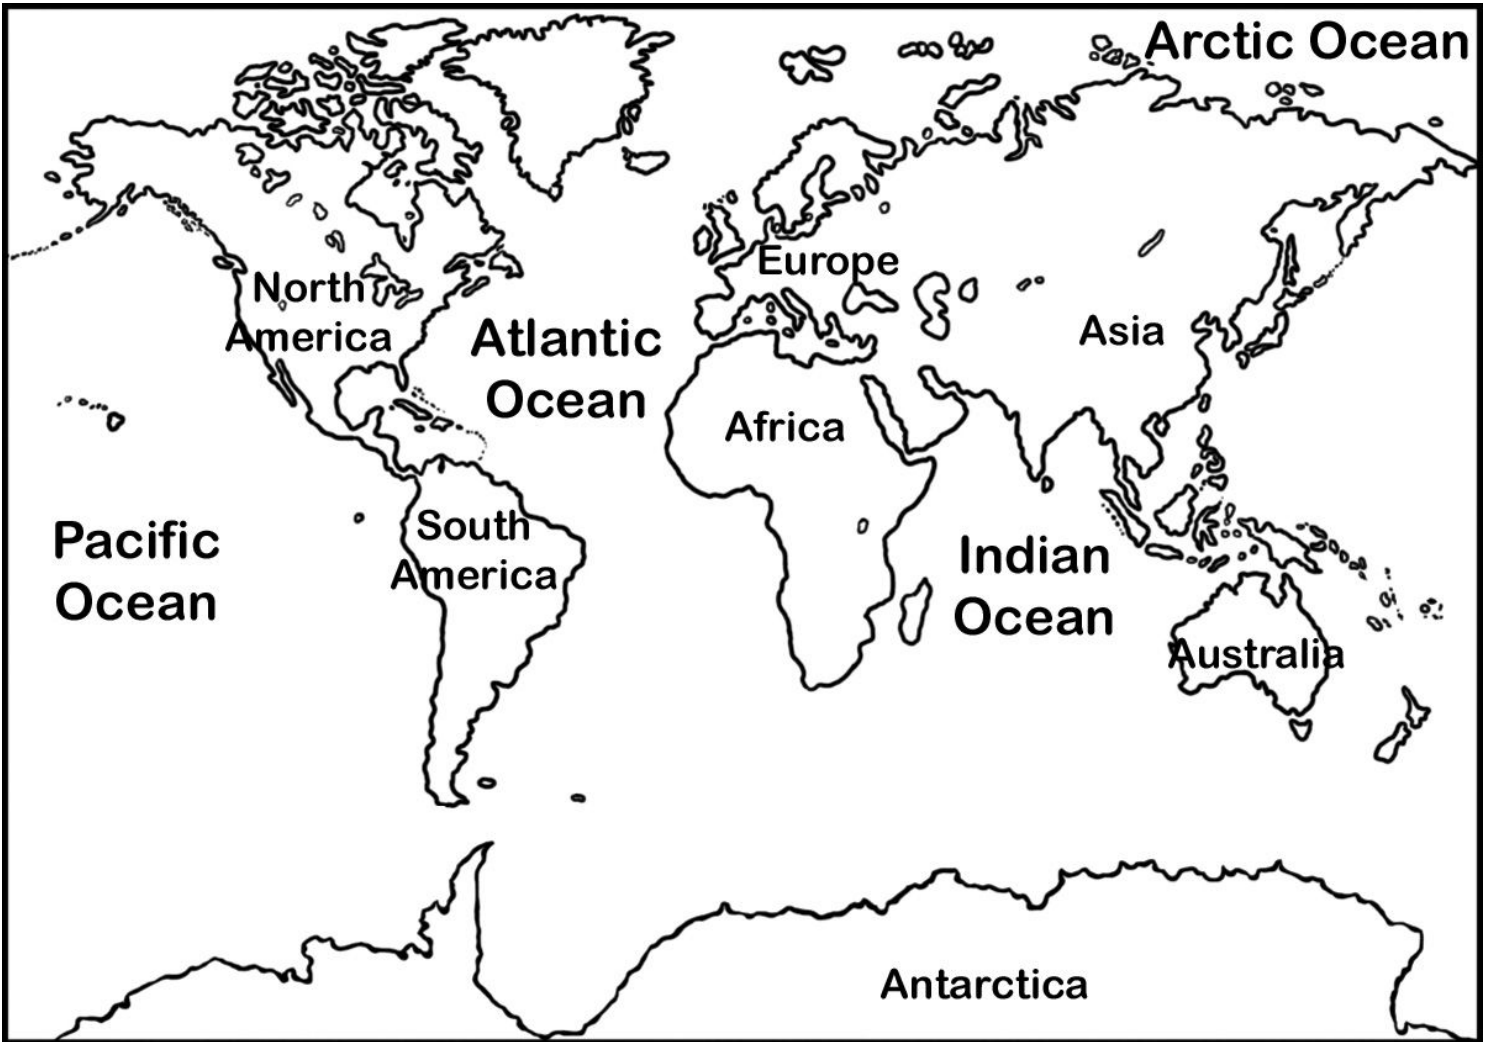 Arctic Ocean
North
America
Europe
Asia
Atlantic
Ocean
Africa
South
America
Pacific
Ocean
Indian
Ocean
Australia
Antarctica